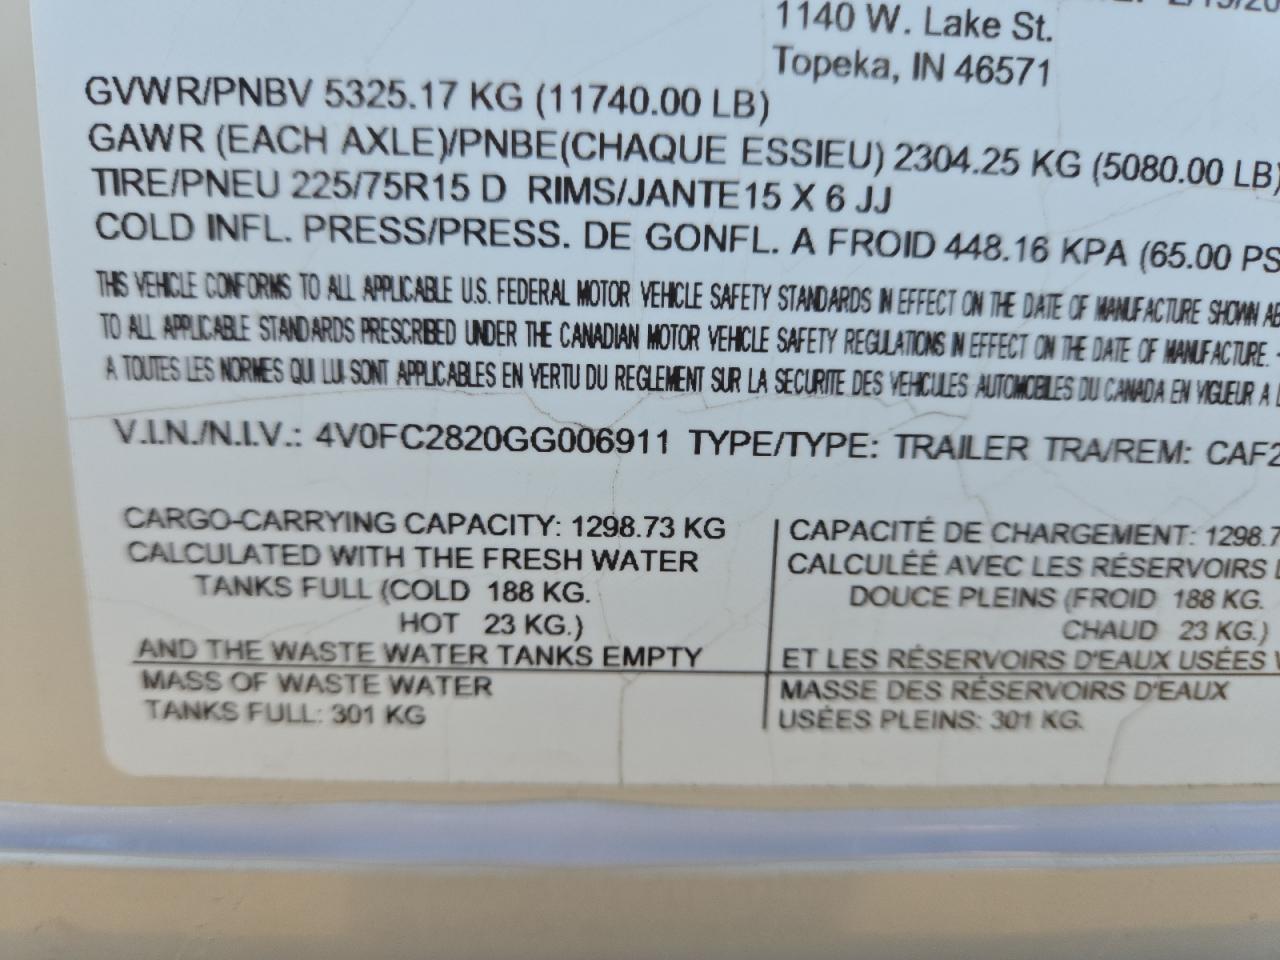 1140 W. Lake St.
Topeka, IN 46571
GVWR/PNBV 5325.17 KG (11740.00 LB)
GAWR (EACH AXLE)/PNBE(CHAQUE ESSIEU) 2304.25 KG (5080.00 LB)
TIRE/PNEU 225/75R15 D RIMS/JANTE15 X 6 JJ
COLD INFL. PRESS/PRESS. DE GONFL. A FROID 448.16 KPA (65.00 PS
THIS VEHICLE CONFORMS TO ALL APPLICABLE U.S. FEDERAL MOTOR VEHICLE SAFETY STANDARDS IN EFFECT ON THE DATE OF MANUFACTURE SHOWN AB
TO ALL APPLICABLE STANDARDS PRESCRIBED UNDER THE CANADIAN MOTOR VEHICLE SAFETY REGULATIONS IN EFFECT ON THE DATE OF MANUFACTURE.
A TOUTES LES NORMES QUI LUI SONT APPLICABLES EN VERTU DU REGLEMENT SUR LA SECURITE DES VEHICULES AUTOMOBILES DU CANADA EN VIGUEUR A
V.I.N./N.I.V.: 4V0FC2820GG006911 TYPE/TYPE: TRAILER TRA/REM: CAF2
CARGO-CARRYING CAPACITY: 1298.73 KG
CALCULATED WITH THE FRESH WATER
TANKS FULL (COLD 188 KG.
HOT 23 KG.)
AND THE WASTE WATER TANKS EMPTY
MASS OF WASTE WATER
TANKS FULL: 301 KG
CAPACITÉ DE CHARGEMENT: 1298.7
CALCULÉE AVEC LES RÉSERVOIRS
DOUCE PLEINS (FROID 188 KG.
CHAUD 23 KG.)
ET LES RÉSERVOIRS D'EAUX USÉES
MASSE DES RÉSERVOIRS D'EAUX
USÉES PLEINS: 301 KG.